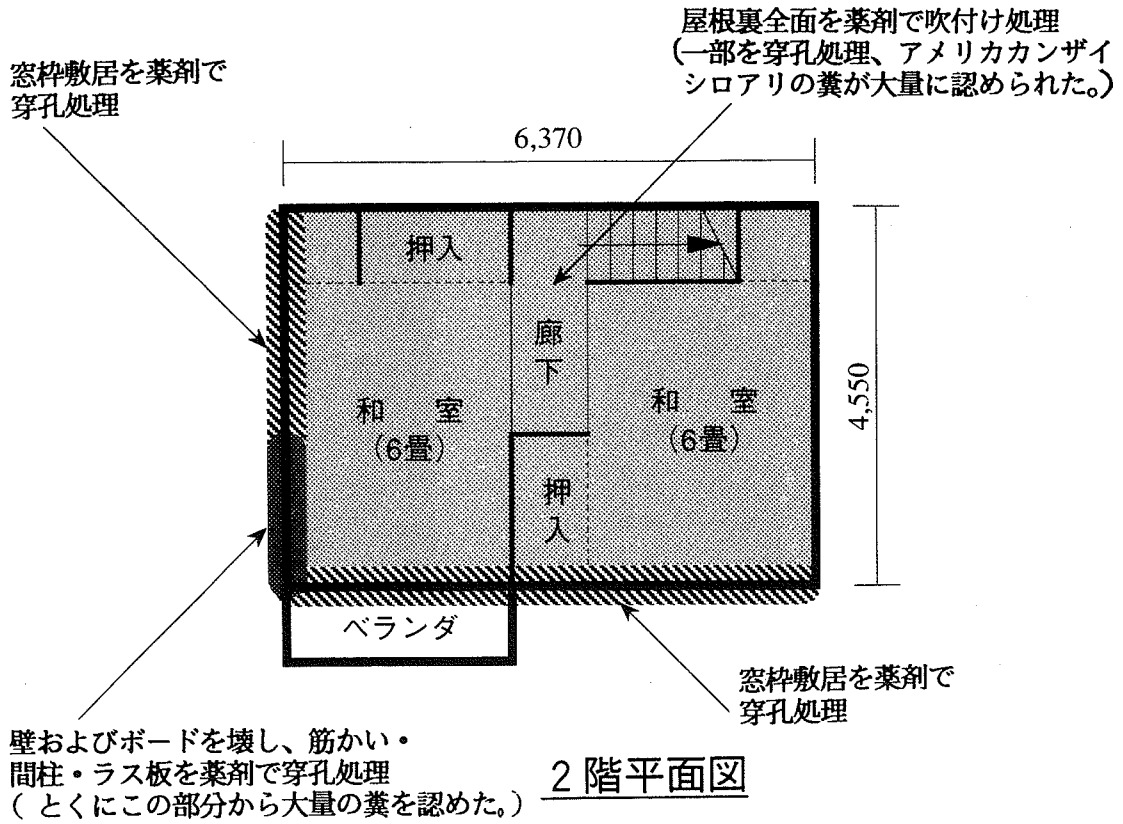 屋根裏全面を薬剤で吹付け処理
(一部を穿孔処理、アメリカカンザイ
シロアリの糞が大量に認められた。)
窓枠敷居を薬剤で
穿孔処理
6,370
押入
廊下
和室
(6畳)
和室
(6畳)
4,550
押入
ベランダ
窓枠敷居を薬剤で
穿孔処理
壁およびボードを壊し、筋かい・
間柱・ラス板を薬剤で穿孔処理
(とくにこの部分から大量の糞を認めた。)
2階平面図